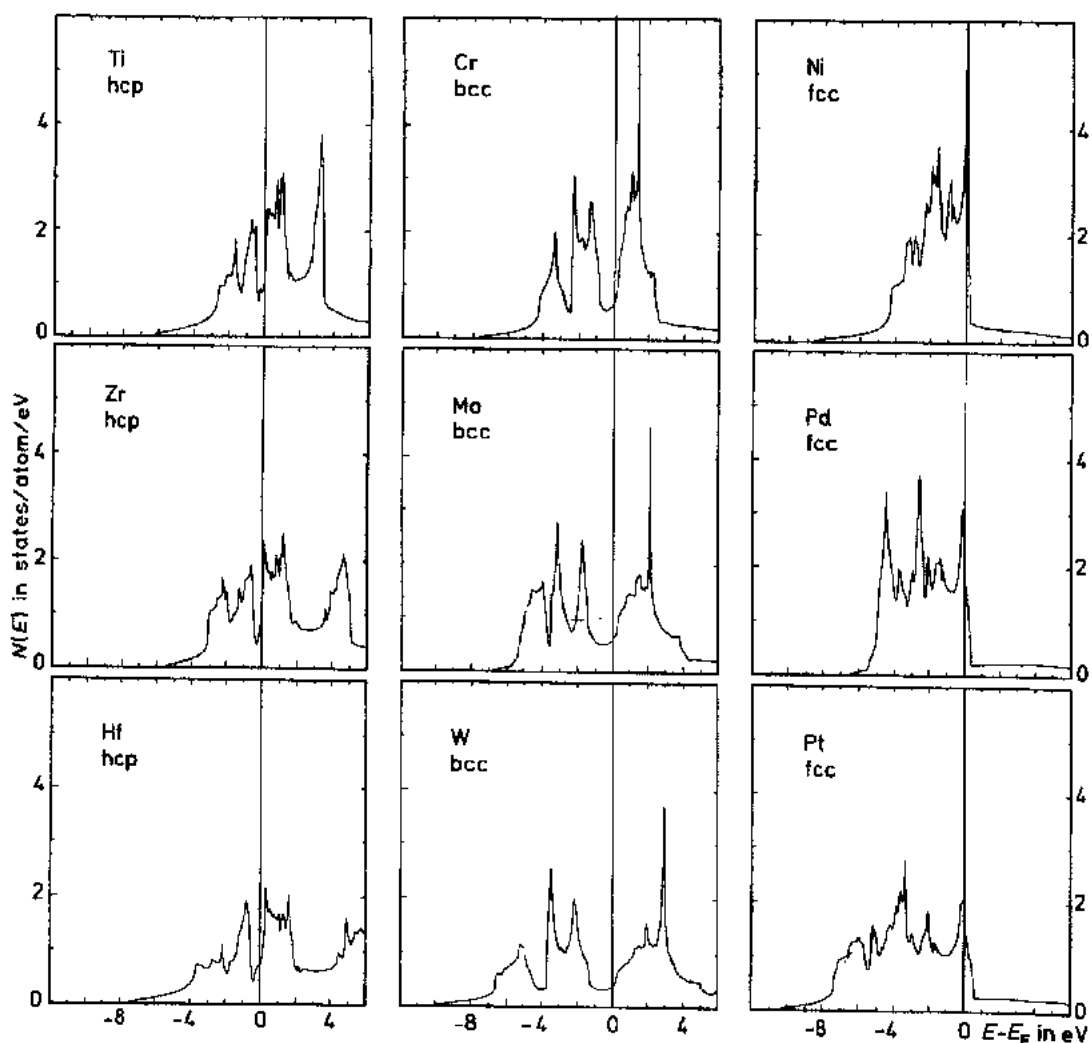 Ti
hcp
Cr
bcc
Ni
fcc
4
2
0
4
2
0
Zr
hcp
Mo
bcc
Pd
fcc
4
2
0
4
2
0
Hf
hcp
W
bcc
Pt
fcc
4
2
0
4
2
0
N(E) in states/atom/eV
-8 -4 0 4
-8 -4 0 4
-8 -4 0 E-EF in eV